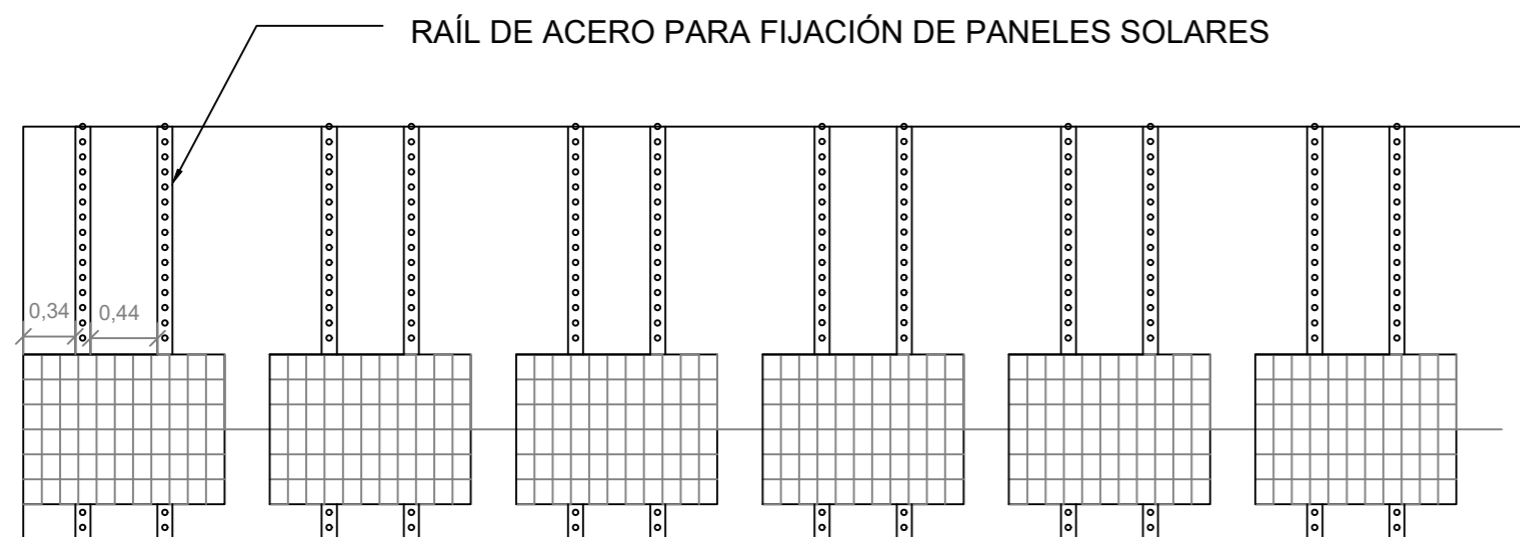 RAÍL DE ACERO PARA FIJACIÓN DE PANELES SOLARES
0,34
0,44